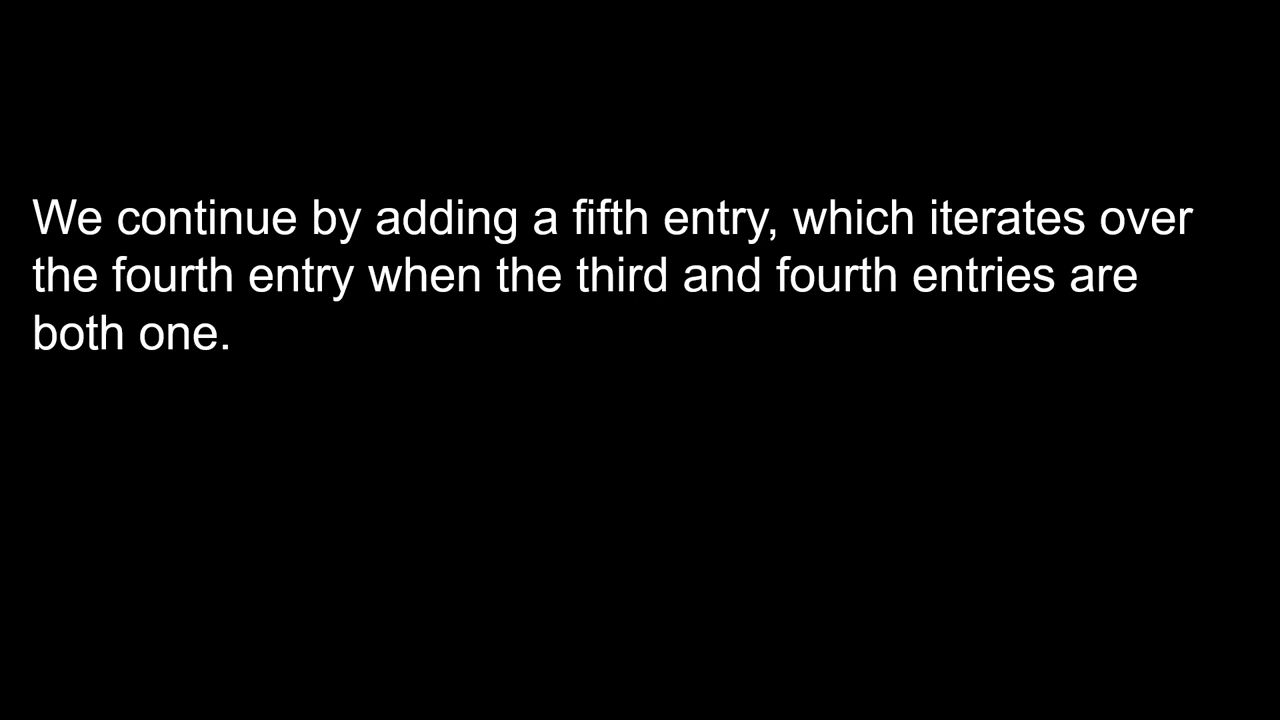 We continue by adding a fifth entry, which iterates over
the fourth entry when the third and fourth entries are
both one.